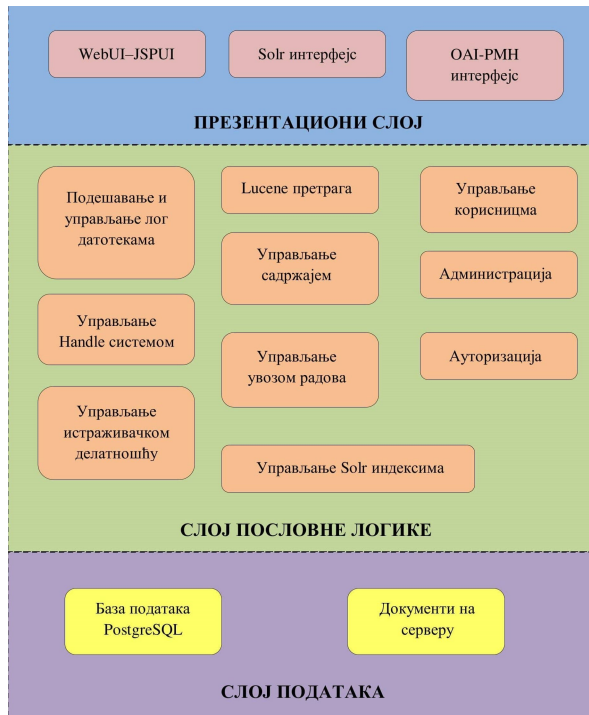 WebUI–JSPUI
Solr интерфејс
OAI-PMH
интерфејс
ПРЕЗЕНТАЦИОНИ СЛОЈ
Подешавање и
управљање лог
датотекама
Lucene претрага
Управљање
корисницма
Управљање
садржајем
Администрација
Управљање
Handle системом
Управљање
увозом радова
Ауторизација
Управљање
истраживачком
делатношћу
Управљање Solr индексима
СЛОЈ ПОСЛОВНЕ ЛОГИКЕ
База података
PostgreSQL
Документи на
серверу
СЛОЈ ПОДАТАКА